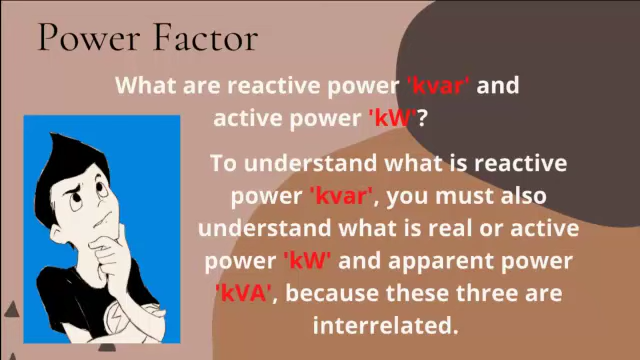 Power Factor
What are reactive power 'kvar' and
active power 'kW'?
To understand what is reactive
power 'kvar', you must also
understand what is real or active
power 'kW' and apparent power
'kVA', because these three are
interrelated.